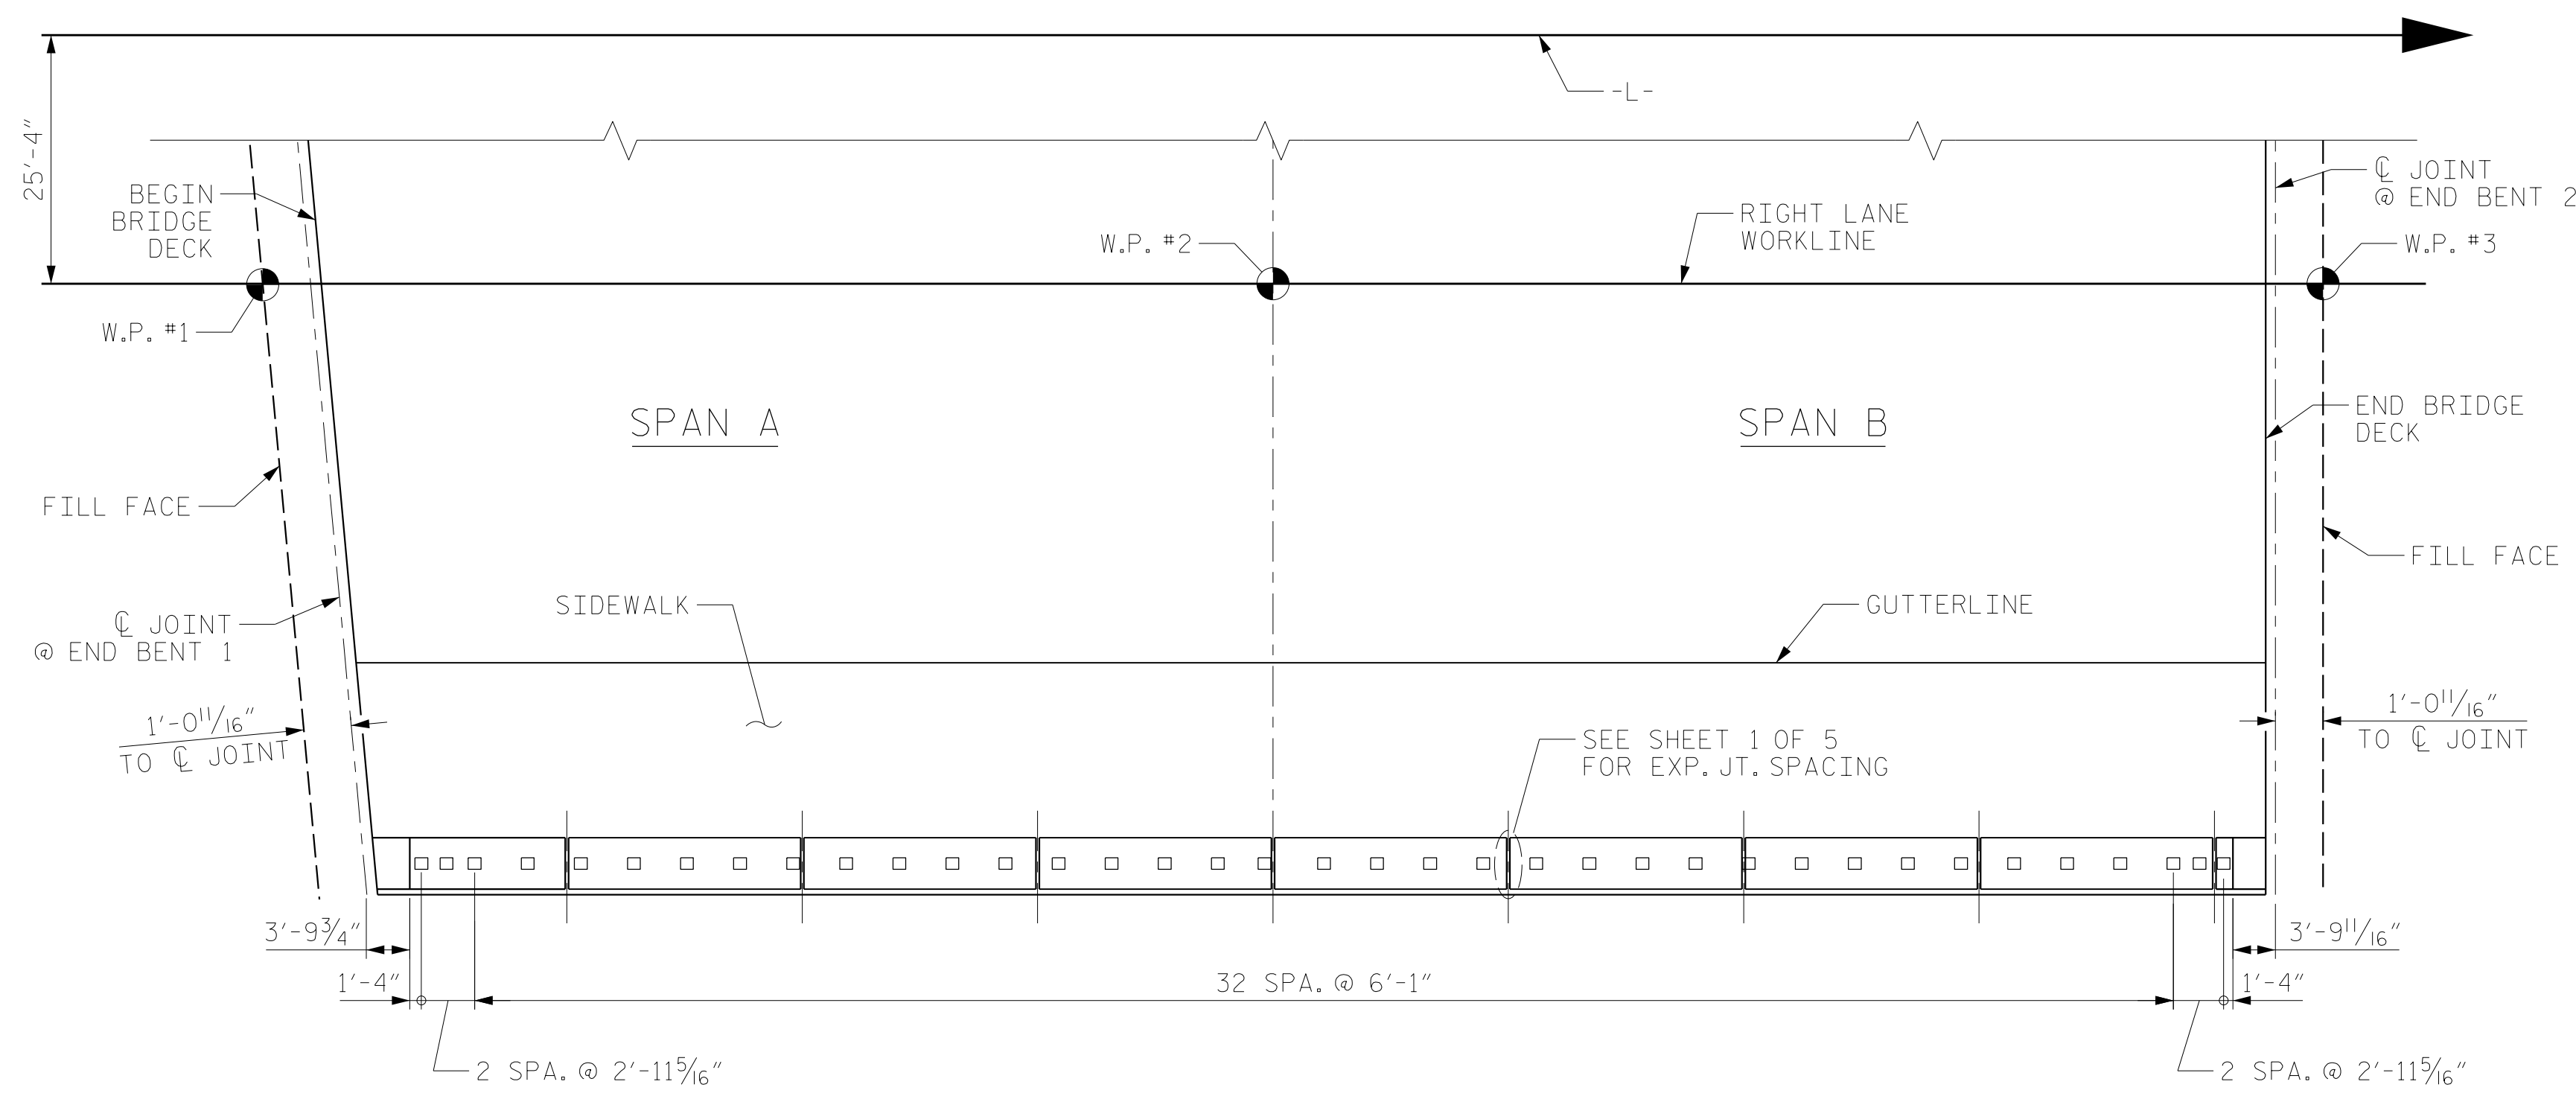 -L-
25'-4"
BEGIN
BRIDGE
DECK
℄ JOINT
@ END BENT 2
W.P. #2
RIGHT LANE
WORKLINE
W.P. #3
W.P. #1
SPAN A
SPAN B
END BRIDGE
DECK
FILL FACE
FILL FACE
SIDEWALK
GUTTERLINE
℄ JOINT
@ END BENT 1
1'-0 11/16"
TO ℄ JOINT
1'-0 11/16"
TO ℄ JOINT
SEE SHEET 1 OF 5
FOR EXP. JT. SPACING
3'-9 3/4"
3'-9 11/16"
1'-4"
32 SPA. @ 6'-1"
1'-4"
2 SPA. @ 2'-11 5/16"
2 SPA. @ 2'-11 5/16"